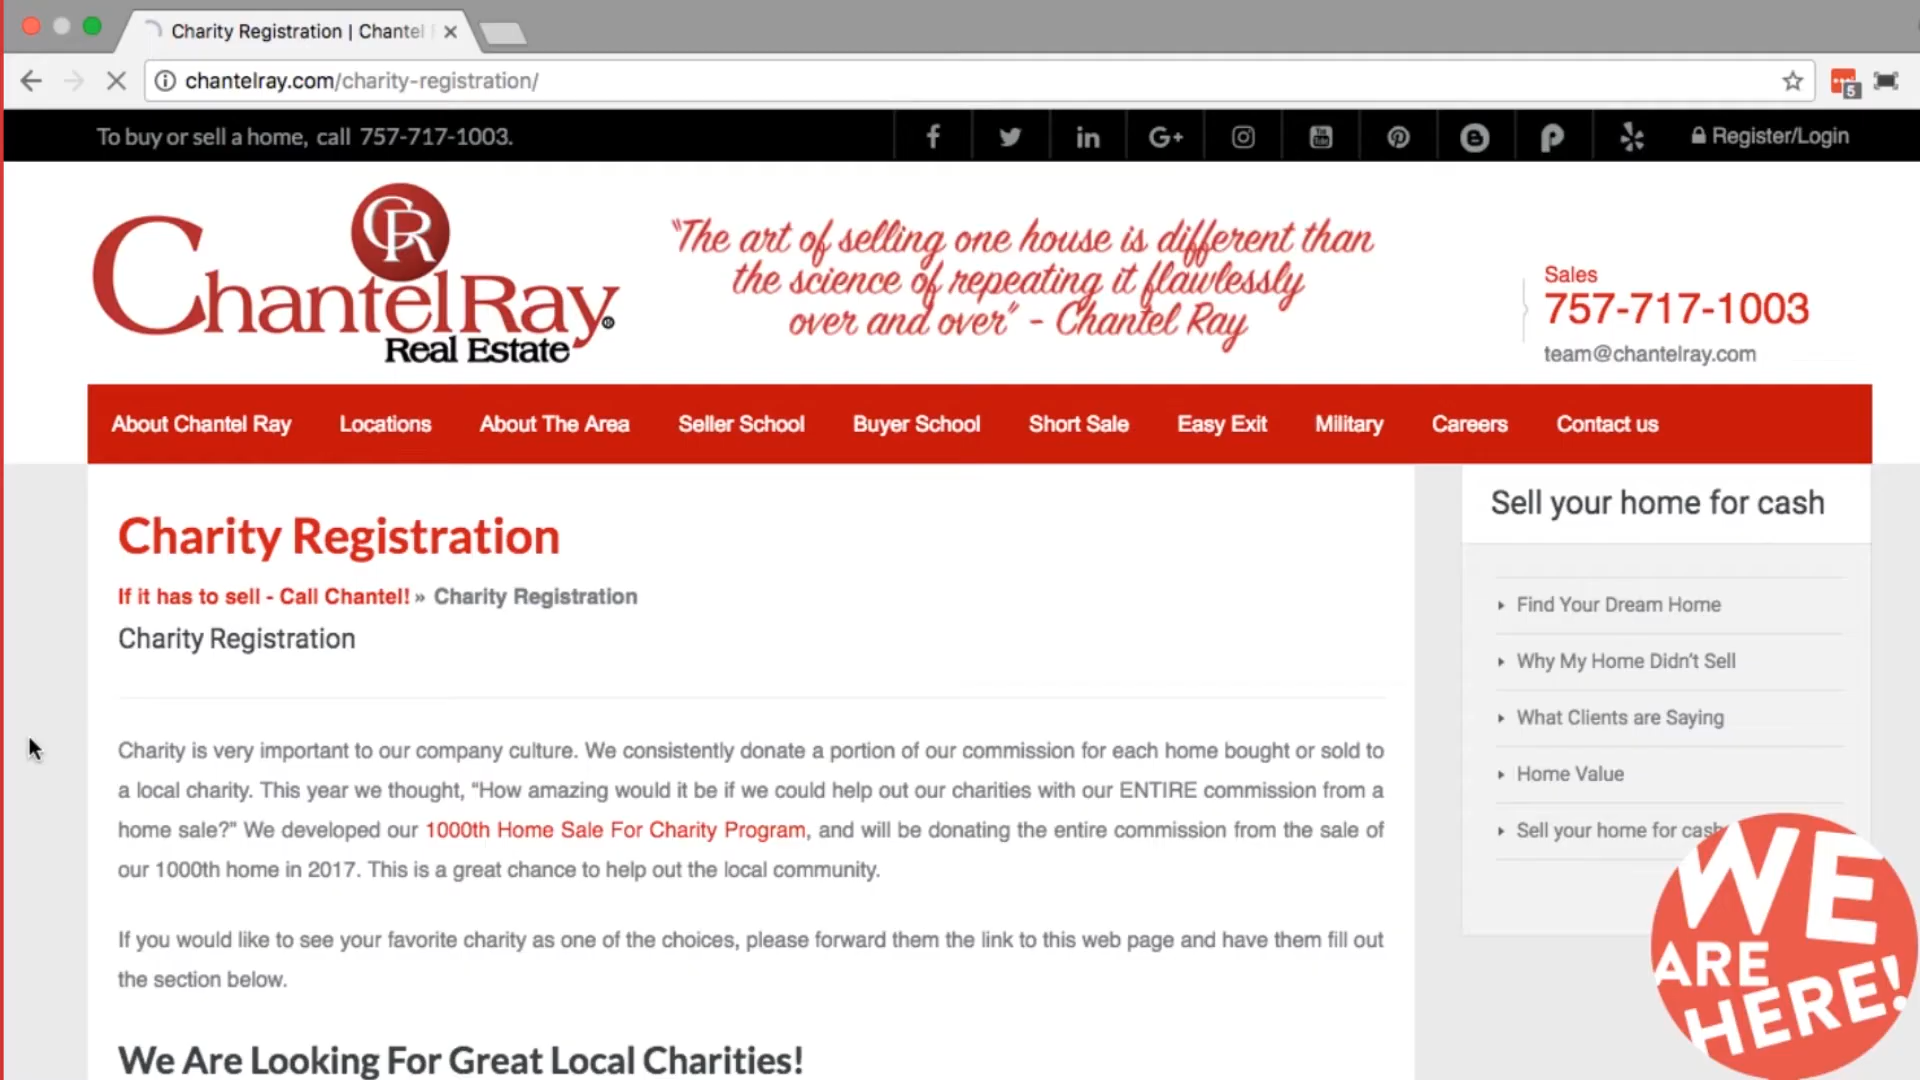 Charity Registration | Chantel
chantelray.com/charity-registration/
5
To buy or sell a home, call 757-717-1003.
Register/Login
CR
ChantelRay®
Real Estate
"The art of selling one house is different than
the science of repeating it flawlessly
over and over" - Chantel Ray
Sales
757-717-1003
team@chantelray.com
About Chantel Ray Locations About The Area Seller School Buyer School Short Sale Easy Exit Military Careers Contact us
Charity Registration
If it has to sell - Call Chantel! » Charity Registration
Charity Registration
Charity is very important to our company culture. We consistently donate a portion of our commission for each home bought or sold to
a local charity. This year we thought, “How amazing would it be if we could help out our charities with our ENTIRE commission from a
home sale?” We developed our 1000th Home Sale For Charity Program, and will be donating the entire commission from the sale of
our 1000th home in 2017. This is a great chance to help out the local community.
If you would like to see your favorite charity as one of the choices, please forward them the link to this web page and have them fill out
the section below.
We Are Looking For Great Local Charities!
Sell your home for cash
Find Your Dream Home
Why My Home Didn't Sell
What Clients are Saying
Home Value
Sell your home for cash
WE
ARE
HERE!